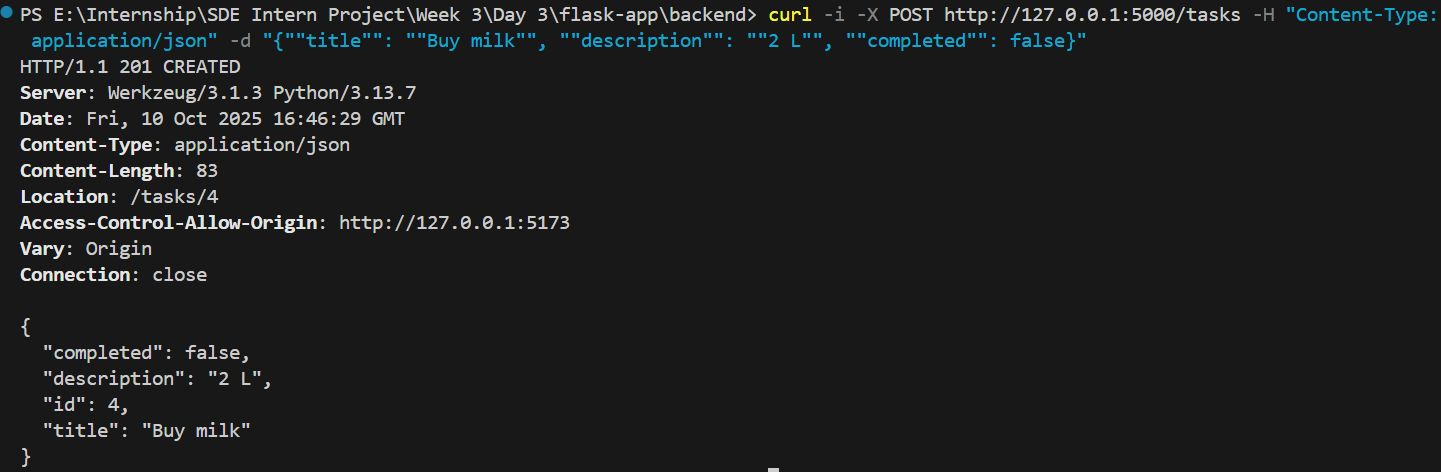 PS E:\Internship\SDE Intern Project\Week 3\Day 3\flask-app\backend> curl -i -X POST http://127.0.0.1:5000/tasks -H "Content-Type:
 application/json" -d "{""title"": ""Buy milk"", ""description"": ""2 L"", ""completed"": false}"
HTTP/1.1 201 CREATED
Server: Werkzeug/3.1.3 Python/3.13.7
Date: Fri, 10 Oct 2025 16:46:29 GMT
Content-Type: application/json
Content-Length: 83
Location: /tasks/4
Access-Control-Allow-Origin: http://127.0.0.1:5173
Vary: Origin
Connection: close

{
  "completed": false,
  "description": "2 L",
  "id": 4,
  "title": "Buy milk"
}